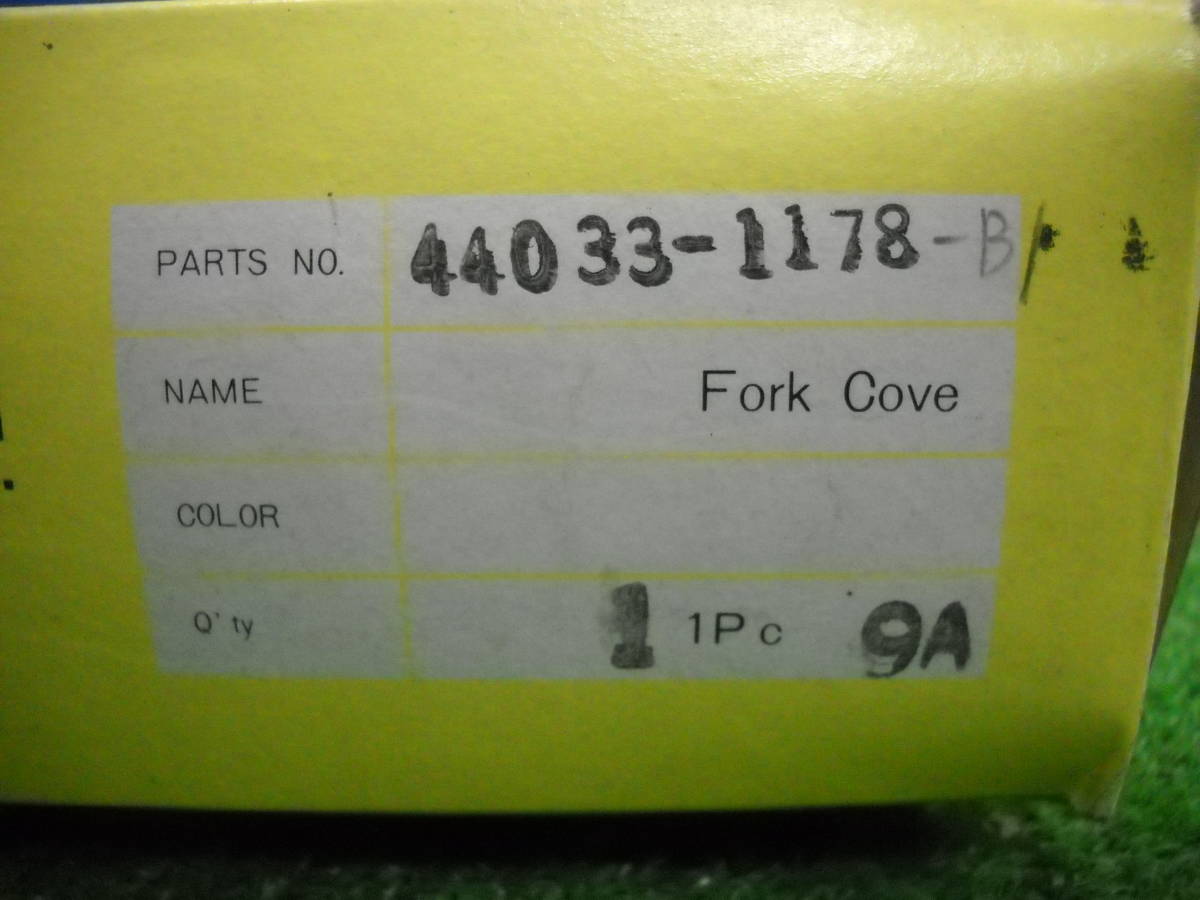 PARTS NO. 44033-1178-B
NAME Fork Cove
COLOR
Q'ty 1 1Pc 9A